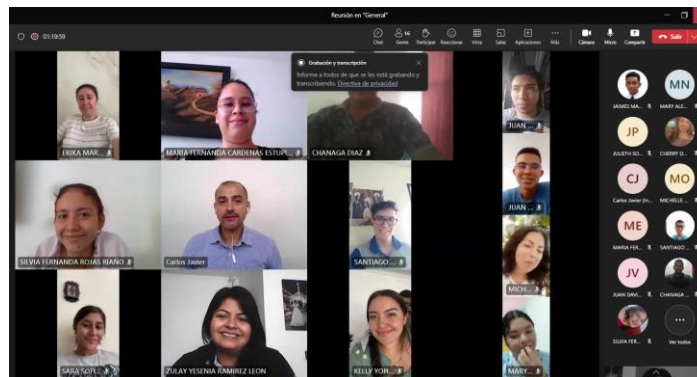 Reunión en "General"
01:19:59
Chat
Gente
16
Participar
Reaccionar
Vista
Salas
Aplicaciones
Más
Cámara
Micro
Compartir
Salir
Grabación y transcripción
Informe a todos de que se les está grabando y
transcribiendo. Directiva de privacidad
ERIKA MAR...
MARIA FERNANDA CARDENAS ESTUPI...
CHANAGA DIAZ
JUAN ...
SILVIA FERNANDA ROJAS RIAÑO
Carlos Javier
SANTIAGO ...
JUAN ...
MICH...
SARA SOFI...
ZULAY YESENIA RAMIREZ LEON
KELLY YOH...
MARY...
MN
JAIMES MA...
MARY ALE...
JP
JULIETH SO...
CHERRY D...
CJ
MO
Carlos Javier (In...
MICHELLE ...
ME
MARIA FER...
SANTIAGO ...
JV
JUAN DAVI...
CHANAGA ...
SILVIA FER...
Ver todos